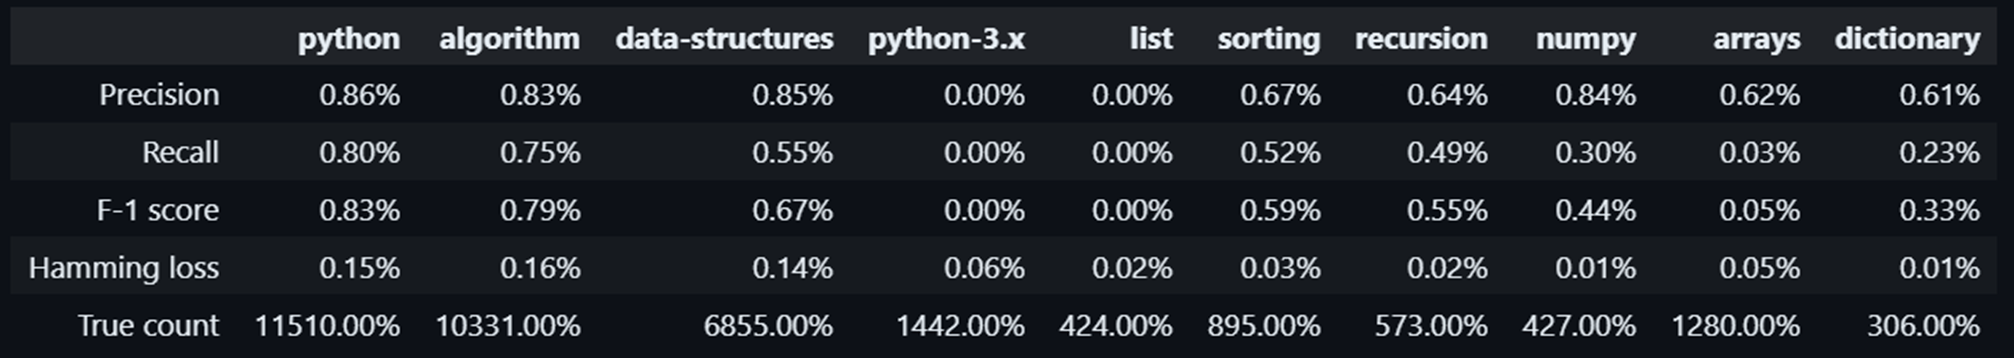 python algorithm data-structures python-3.x list sorting recursion numpy arrays dictionary
Precision 0.86% 0.83% 0.85% 0.00% 0.00% 0.67% 0.64% 0.84% 0.62% 0.61%
Recall 0.80% 0.75% 0.55% 0.00% 0.00% 0.52% 0.49% 0.30% 0.03% 0.23%
F-1 score 0.83% 0.79% 0.67% 0.00% 0.00% 0.59% 0.55% 0.44% 0.05% 0.33%
Hamming loss 0.15% 0.16% 0.14% 0.06% 0.02% 0.03% 0.02% 0.01% 0.05% 0.01%
True count 11510.00% 10331.00% 6855.00% 1442.00% 424.00% 895.00% 573.00% 427.00% 1280.00% 306.00%